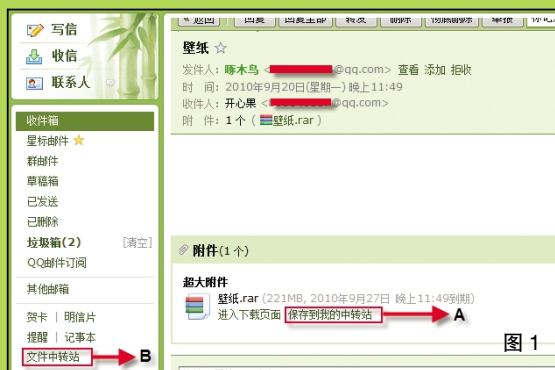 写信
收信
联系人
收件箱
星标邮件
群邮件
草稿箱
已发送
已删除
垃圾箱(2) [清空]
QQ邮件订阅
其他邮箱
贺卡 | 明信片
提醒 | 记事本
文件中转站
B
« 返回 回复 回复全部 转发 删除 彻底删除 举报
壁纸
发件人：啄木鸟 < @qq.com> 查看 添加 拒收
时 间：2010年9月20日(星期一) 晚上11:49
收件人：开心果 < @qq.com>
附 件：1 个 ( 壁纸.rar )
附件(1 个)
超大附件
壁纸.rar (221MB, 2010年9月27日 晚上11:49到期)
进入下载页面 保存到我的中转站
A
图 1